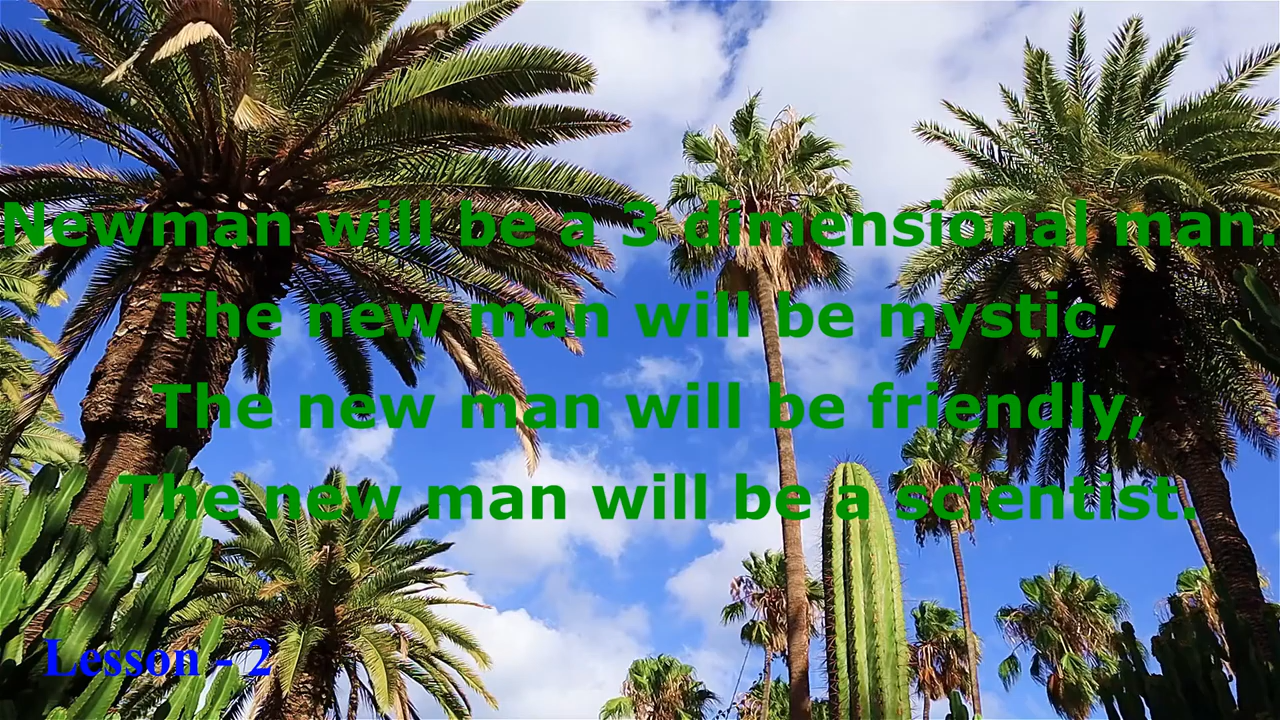 Newman will be a 3 dimensional man.
The new man will be mystic,
The new man will be friendly,
The new man will be a scientist.
Lesson - 2